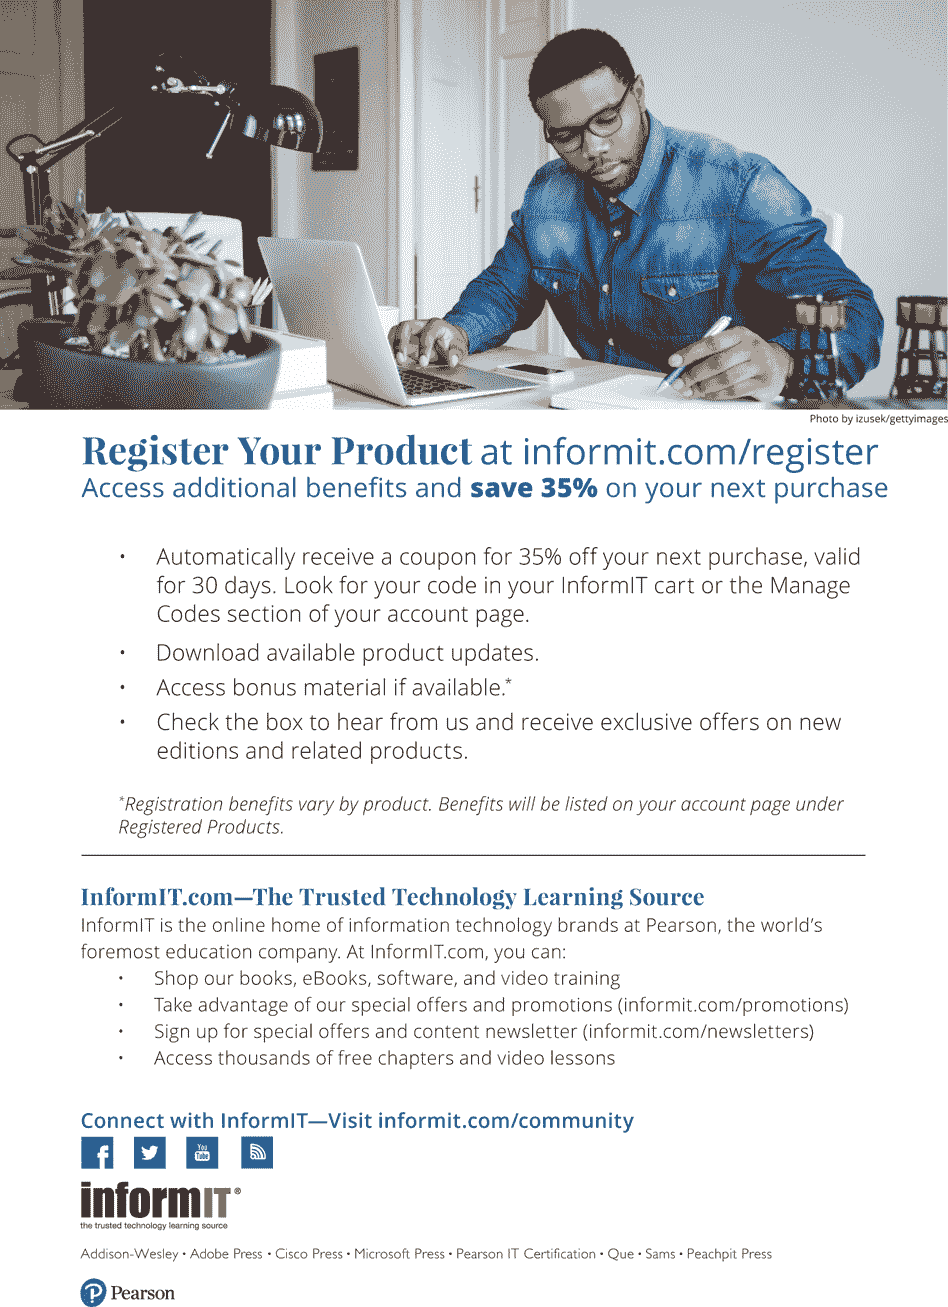 Photo by izusek/gettyimages
Register Your Product at informit.com/register
Access additional benefits and save 35% on your next purchase
• Automatically receive a coupon for 35% off your next purchase, valid
for 30 days. Look for your code in your InformIT cart or the Manage
Codes section of your account page.
• Download available product updates.
• Access bonus material if available.*
• Check the box to hear from us and receive exclusive offers on new
editions and related products.
*Registration benefits vary by product. Benefits will be listed on your account page under
Registered Products.
InformIT.com—The Trusted Technology Learning Source
InformIT is the online home of information technology brands at Pearson, the world’s
foremost education company. At InformIT.com, you can:
• Shop our books, eBooks, software, and video training
• Take advantage of our special offers and promotions (informit.com/promotions)
• Sign up for special offers and content newsletter (informit.com/newsletters)
• Access thousands of free chapters and video lessons
Connect with InformIT—Visit informit.com/community
You Tube
informIT®
the trusted technology learning source
Addison-Wesley • Adobe Press • Cisco Press • Microsoft Press • Pearson IT Certification • Que • Sams • Peachpit Press
P Pearson